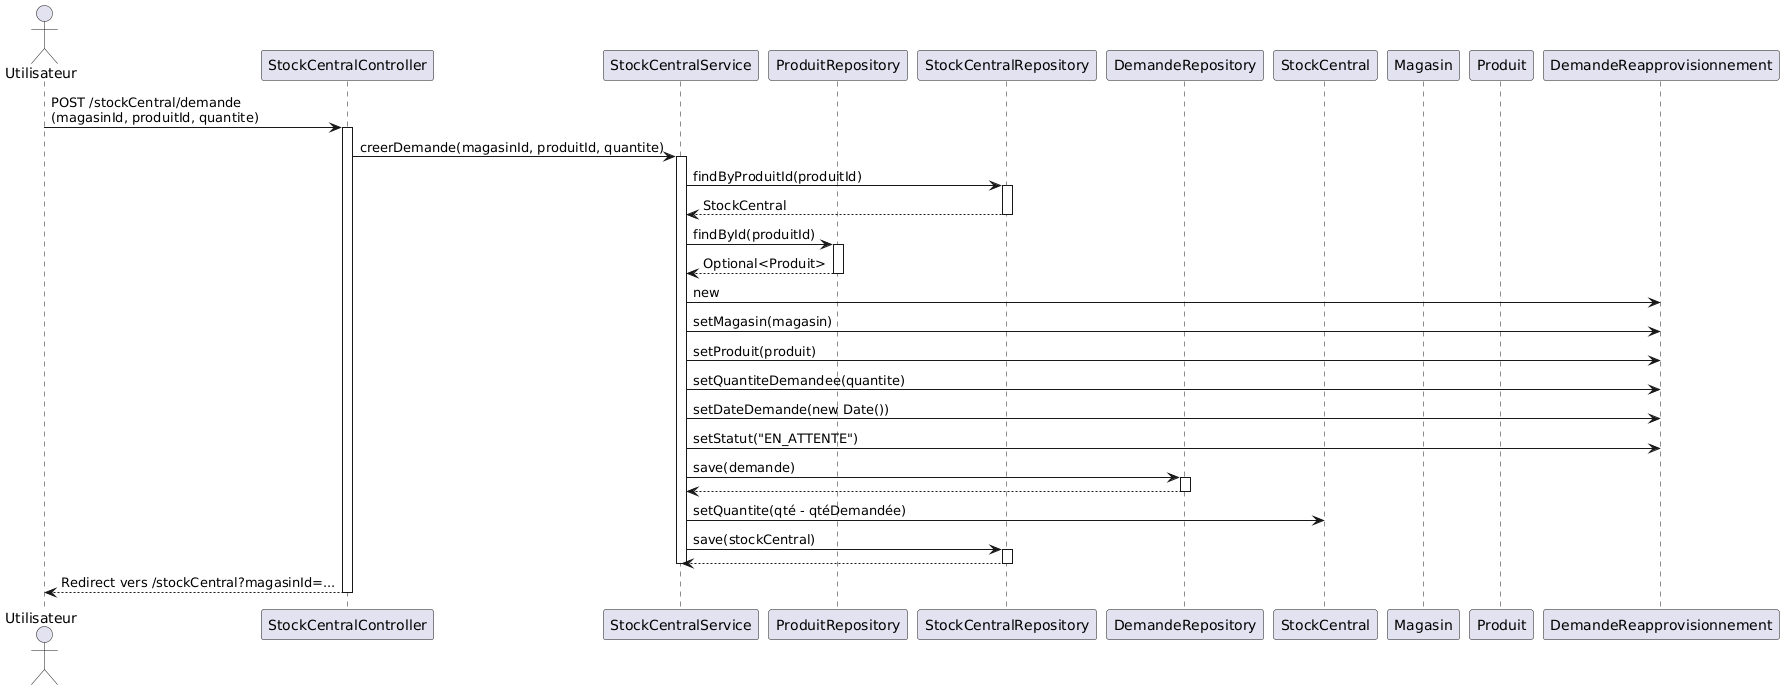 Utilisateur
StockCentralController
StockCentralService
ProduitRepository
StockCentralRepository
DemandeRepository
StockCentral
Magasin
Produit
DemandeReapprovisionnement
POST /stockCentral/demande
(magasinId, produitId, quantite)
creerDemande(magasinId, produitId, quantite)
findByProduitId(produitId)
StockCentral
findById(produitId)
Optional<Produit>
new
setMagasin(magasin)
setProduit(produit)
setQuantiteDemandee(quantite)
setDateDemande(new Date())
setStatut("EN_ATTENTE")
save(demande)
setQuantite(qté - qtéDemandée)
save(stockCentral)
Redirect vers /stockCentral?magasinId=...
Utilisateur
StockCentralController
StockCentralService
ProduitRepository
StockCentralRepository
DemandeRepository
StockCentral
Magasin
Produit
DemandeReapprovisionnement